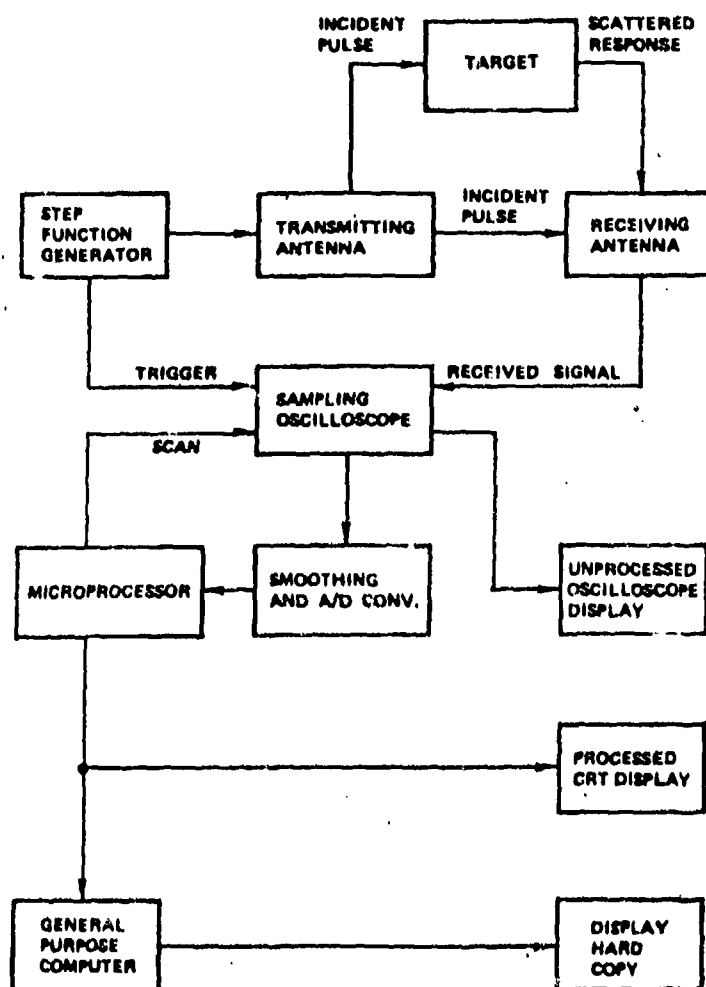 INCIDENT
PULSE
SCATTERED
RESPONSE
TARGET
STEP
FUNCTION
GENERATOR
TRANSMITTING
ANTENNA
INCIDENT
PULSE
RECEIVING
ANTENNA
TRIGGER
RECEIVED SIGNAL
SAMPLING
OSCILLOSCOPE
SCAN
MICROPROCESSOR
SMOOTHING
AND A/D CONV.
UNPROCESSED
OSCILLOSCOPE
DISPLAY
PROCESSED
CRT DISPLAY
GENERAL
PURPOSE
COMPUTER
DISPLAY
HARD
COPY